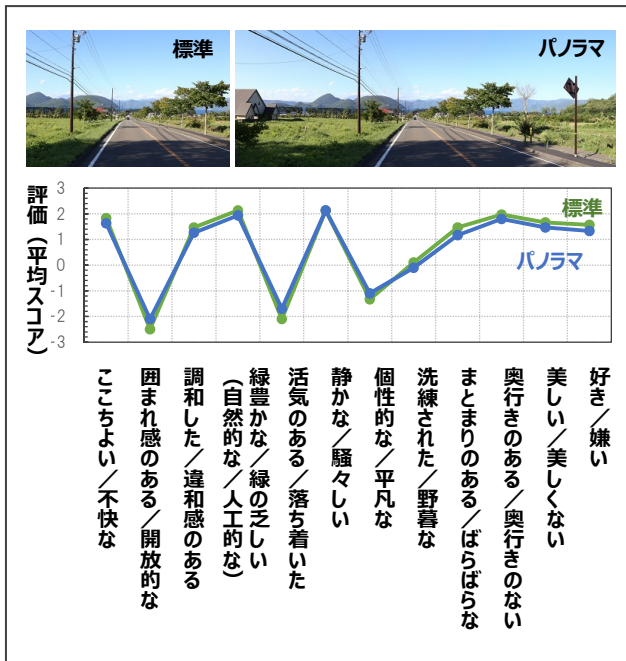 標準
パノラマ
評価（平均スコア）
3
2
1
0
-1
-2
-3
標準
パノラマ
ここちよい／不快な
囲まれ感のある／開放的な
調和した／違和感のある
緑豊かな／緑の乏しい
（自然的な／人工的な）
活気のある／落ち着いた
静かな／騒々しい
個性的な／平凡な
洗練された／野暮な
まとまりのある／ばらばらな
奥行きのある／奥行きのない
美しい／美しくない
好き／嫌い